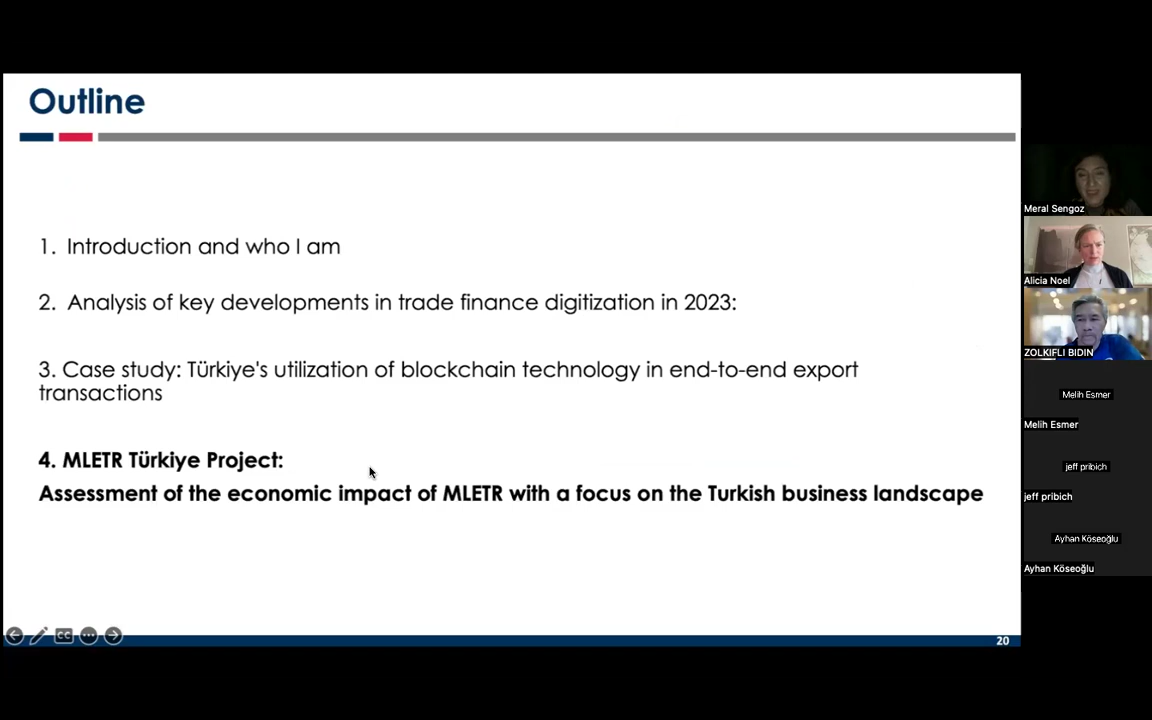 Outline
1. Introduction and who I am
2. Analysis of key developments in trade finance digitization in 2023:
3. Case study: Türkiye's utilization of blockchain technology in end-to-end export
transactions
4. MLETR Türkiye Project:
Assessment of the economic impact of MLETR with a focus on the Turkish business landscape
CC
20
Meral Sengoz
Alicia Noel
ZOLKIFLI BIDIN
Melih Esmer
Melih Esmer
jeff pribich
jeff pribich
Ayhan Köseoğlu
Ayhan Köseoğlu